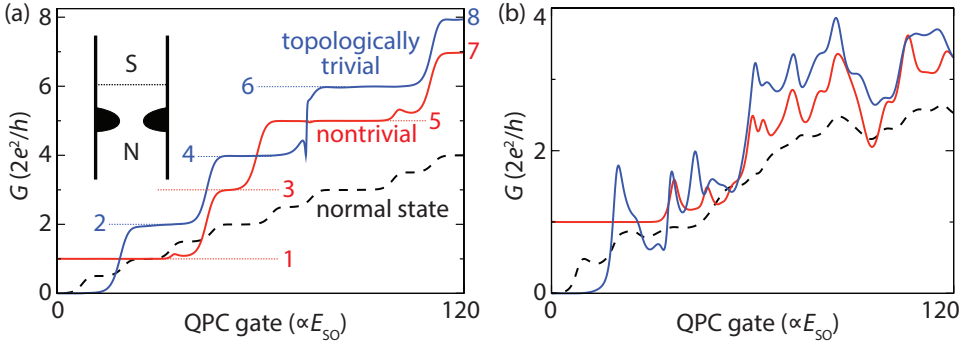 (a)
8
6
4
2
0
G (2e²/h)
S
N
topologically
trivial
nontrivial
normal state
2
4
6
8
1
3
5
7
0
120
QPC gate (∝E_SO)
(b)
4
2
0
G (2e²/h)
0
120
QPC gate (∝E_SO)